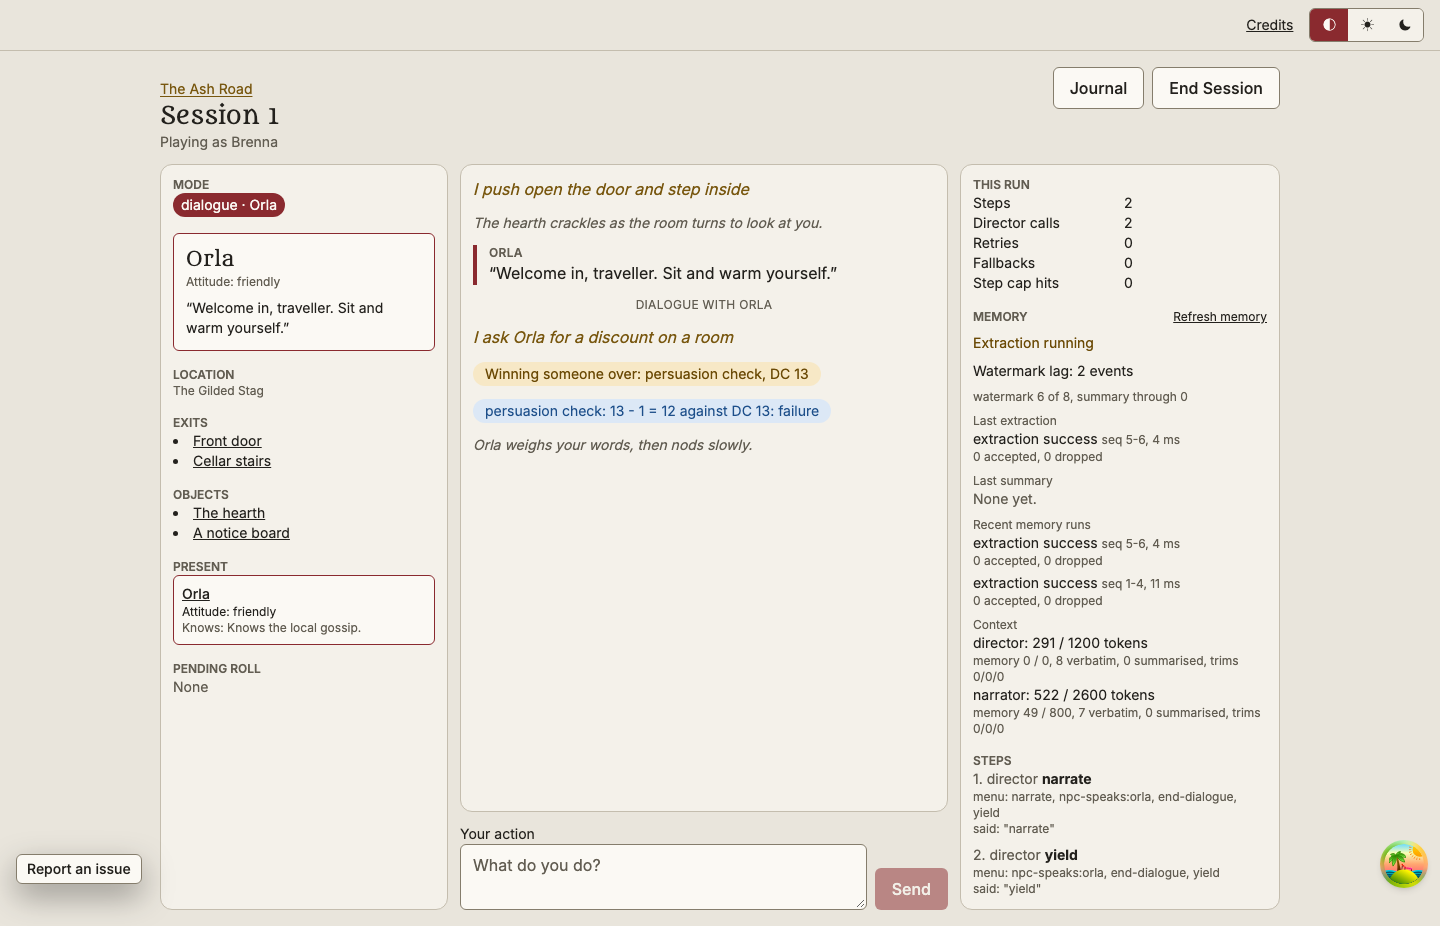 Credits
The Ash Road
Session 1
Playing as Brenna
Journal
End Session
MODE
dialogue · Orla
Orla
Attitude: friendly
“Welcome in, traveller. Sit and
warm yourself.”
LOCATION
The Gilded Stag
EXITS
Front door
Cellar stairs
OBJECTS
The hearth
A notice board
PRESENT
Orla
Attitude: friendly
Knows: Knows the local gossip.
PENDING ROLL
None
I push open the door and step inside
The hearth crackles as the room turns to look at you.
ORLA
“Welcome in, traveller. Sit and warm yourself.”
DIALOGUE WITH ORLA
I ask Orla for a discount on a room
Winning someone over: persuasion check, DC 13
persuasion check: 13 - 1 = 12 against DC 13: failure
Orla weighs your words, then nods slowly.
Your action
What do you do?
Send
THIS RUN
Steps 2
Director calls 2
Retries 0
Fallbacks 0
Step cap hits 0
MEMORY Refresh memory
Extraction running
Watermark lag: 2 events
watermark 6 of 8, summary through 0
Last extraction
extraction success seq 5-6, 4 ms
0 accepted, 0 dropped
Last summary
None yet.
Recent memory runs
extraction success seq 5-6, 4 ms
0 accepted, 0 dropped
extraction success seq 1-4, 11 ms
0 accepted, 0 dropped
Context
director: 291 / 1200 tokens
memory 0 / 0, 8 verbatim, 0 summarised, trims
0/0/0
narrator: 522 / 2600 tokens
memory 49 / 800, 7 verbatim, 0 summarised, trims
0/0/0
STEPS
1. director narrate
menu: narrate, npc-speaks:orla, end-dialogue,
yield
said: "narrate"
2. director yield
menu: npc-speaks:orla, end-dialogue, yield
said: "yield"
Report an issue